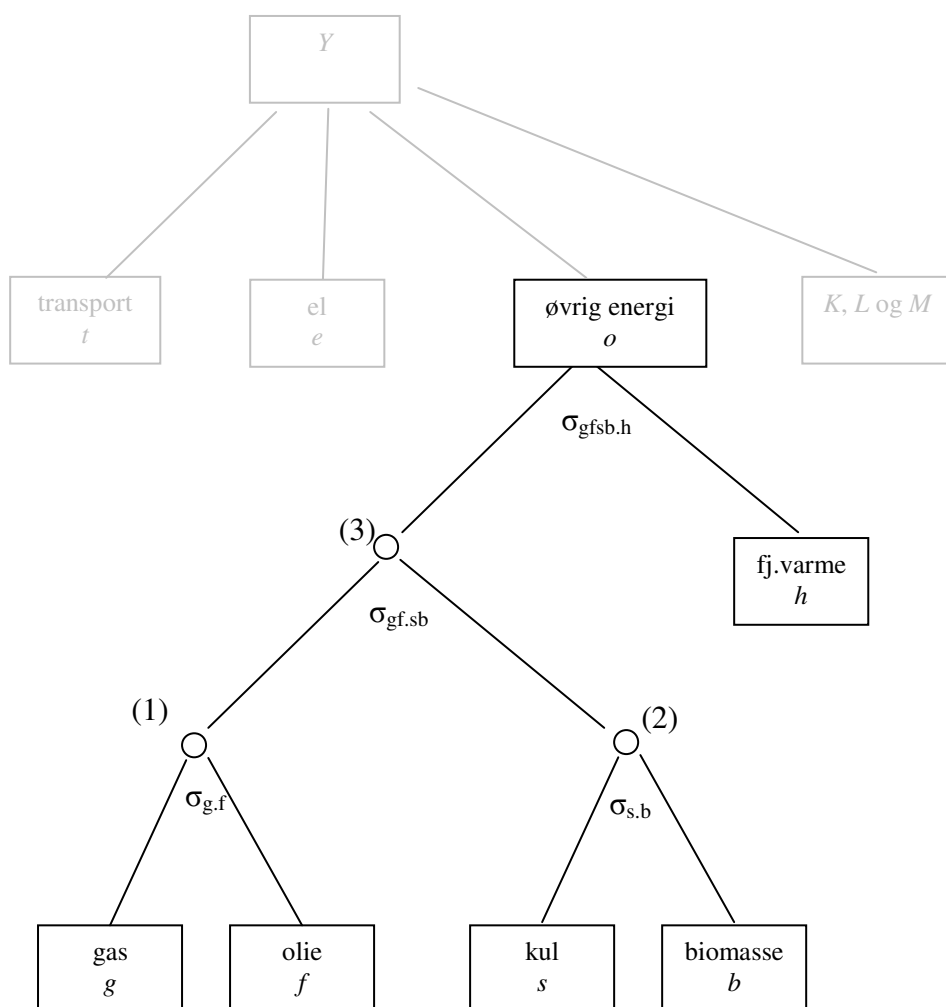 Y
transport
t
el
e
øvrig energi
o
K, L og M
σgfsb.h
(3)
fj.varme
h
σgf.sb
(1)
(2)
σg.f
σs.b
gas
g
olie
f
kul
s
biomasse
b